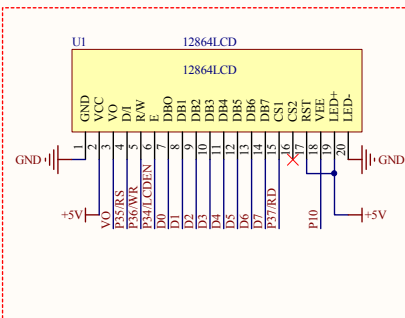 U1 12864LCD
12864LCD
GND VCC VO D/I R/W E DBO DB1 DB2 DB3 DB4 DB5 DB6 DB7 CS1 CS2 RST VEE LED+ LED-
1 2 3 4 5 6 7 8 9 10 11 12 13 14 15 16 17 18 19 20
GND GND
+5V VO P35/RS P36/WR P34/LCDEN D0 D1 D2 D3 D4 D5 D6 D7 P37/RD P10 +5V